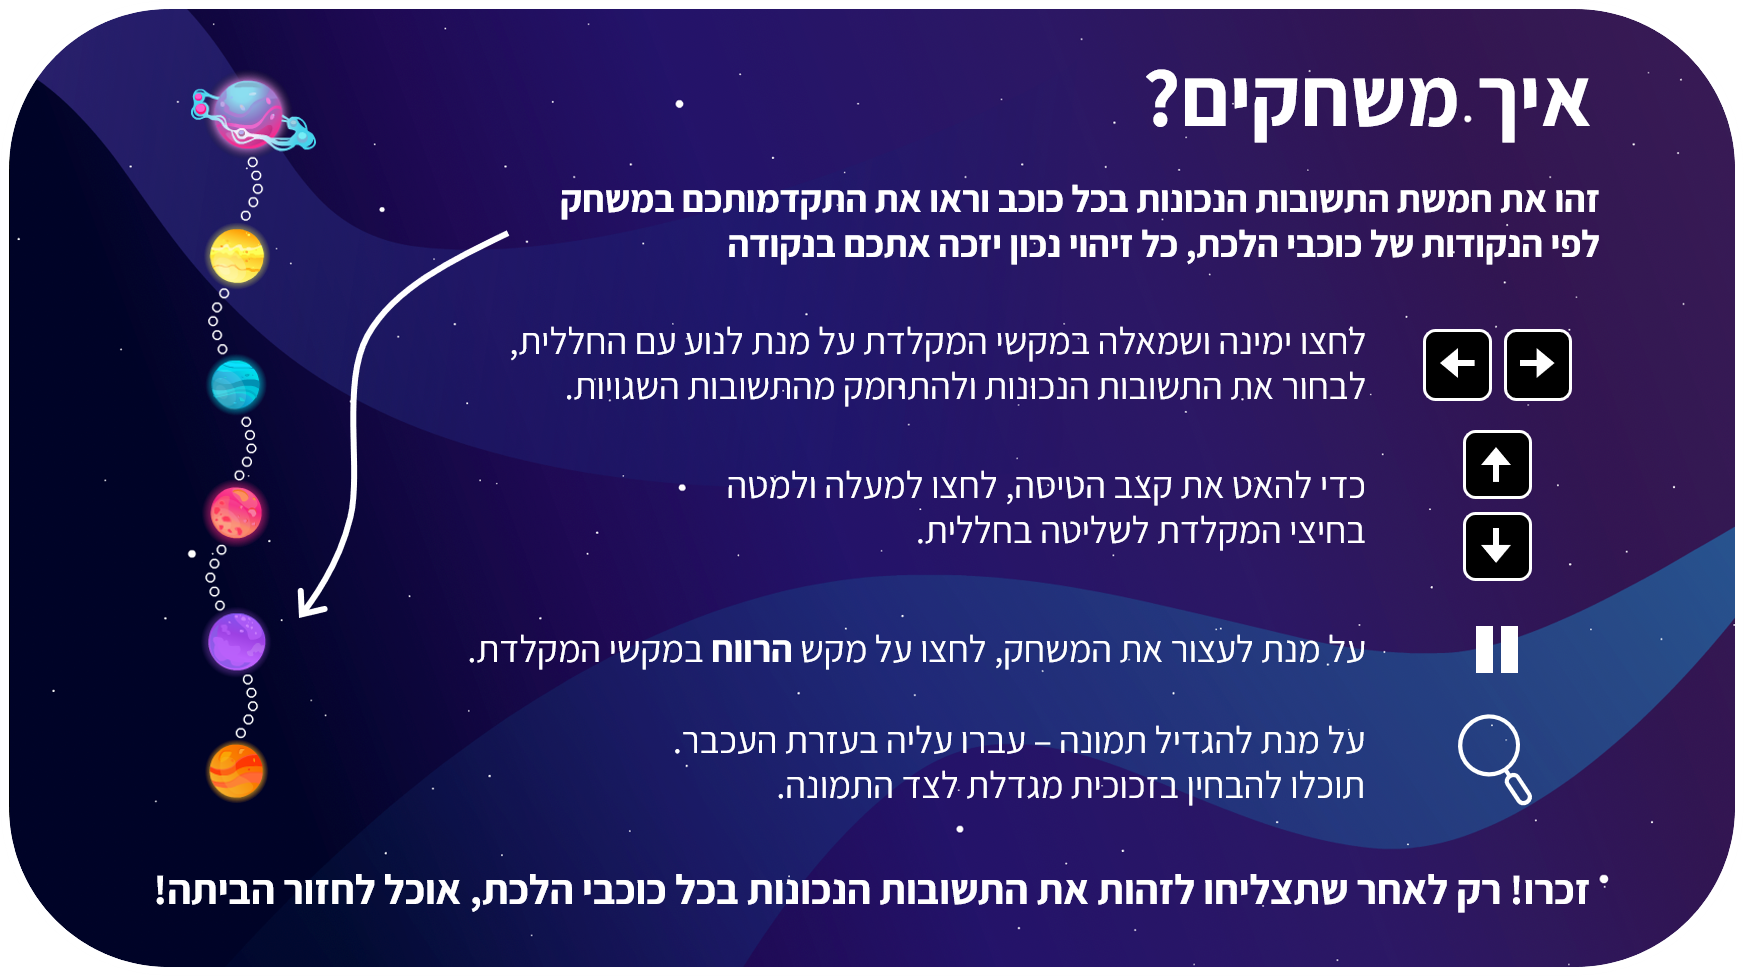 איך משחקים?
זהו את חמשת התשובות הנכונות בכל כוכב וראו את התקדמותכם במשחק
לפי הנקודות של כוכבי הלכת, כל זיהוי נכון יזכה אתכם בנקודה
לחצו ימינה ושמאלה במקשי המקלדת על מנת לנוע עם החללית,
לבחור את התשובות הנכונות ולהתחמק מהתשובות השגויות.
כדי להאט את קצב הטיסה, לחצו למעלה ולמטה
בחיצי המקלדת לשליטה בחללית.
על מנת לעצור את המשחק, לחצו על מקש הרווח במקשי המקלדת.
על מנת להגדיל תמונה – עברו עליה בעזרת העכבר.
תוכלו להבחין בזכוכית מגדלת לצד התמונה.
זכרו! רק לאחר שתצליחו לזהות את התשובות הנכונות בכל כוכבי הלכת, אוכל לחזור הביתה!